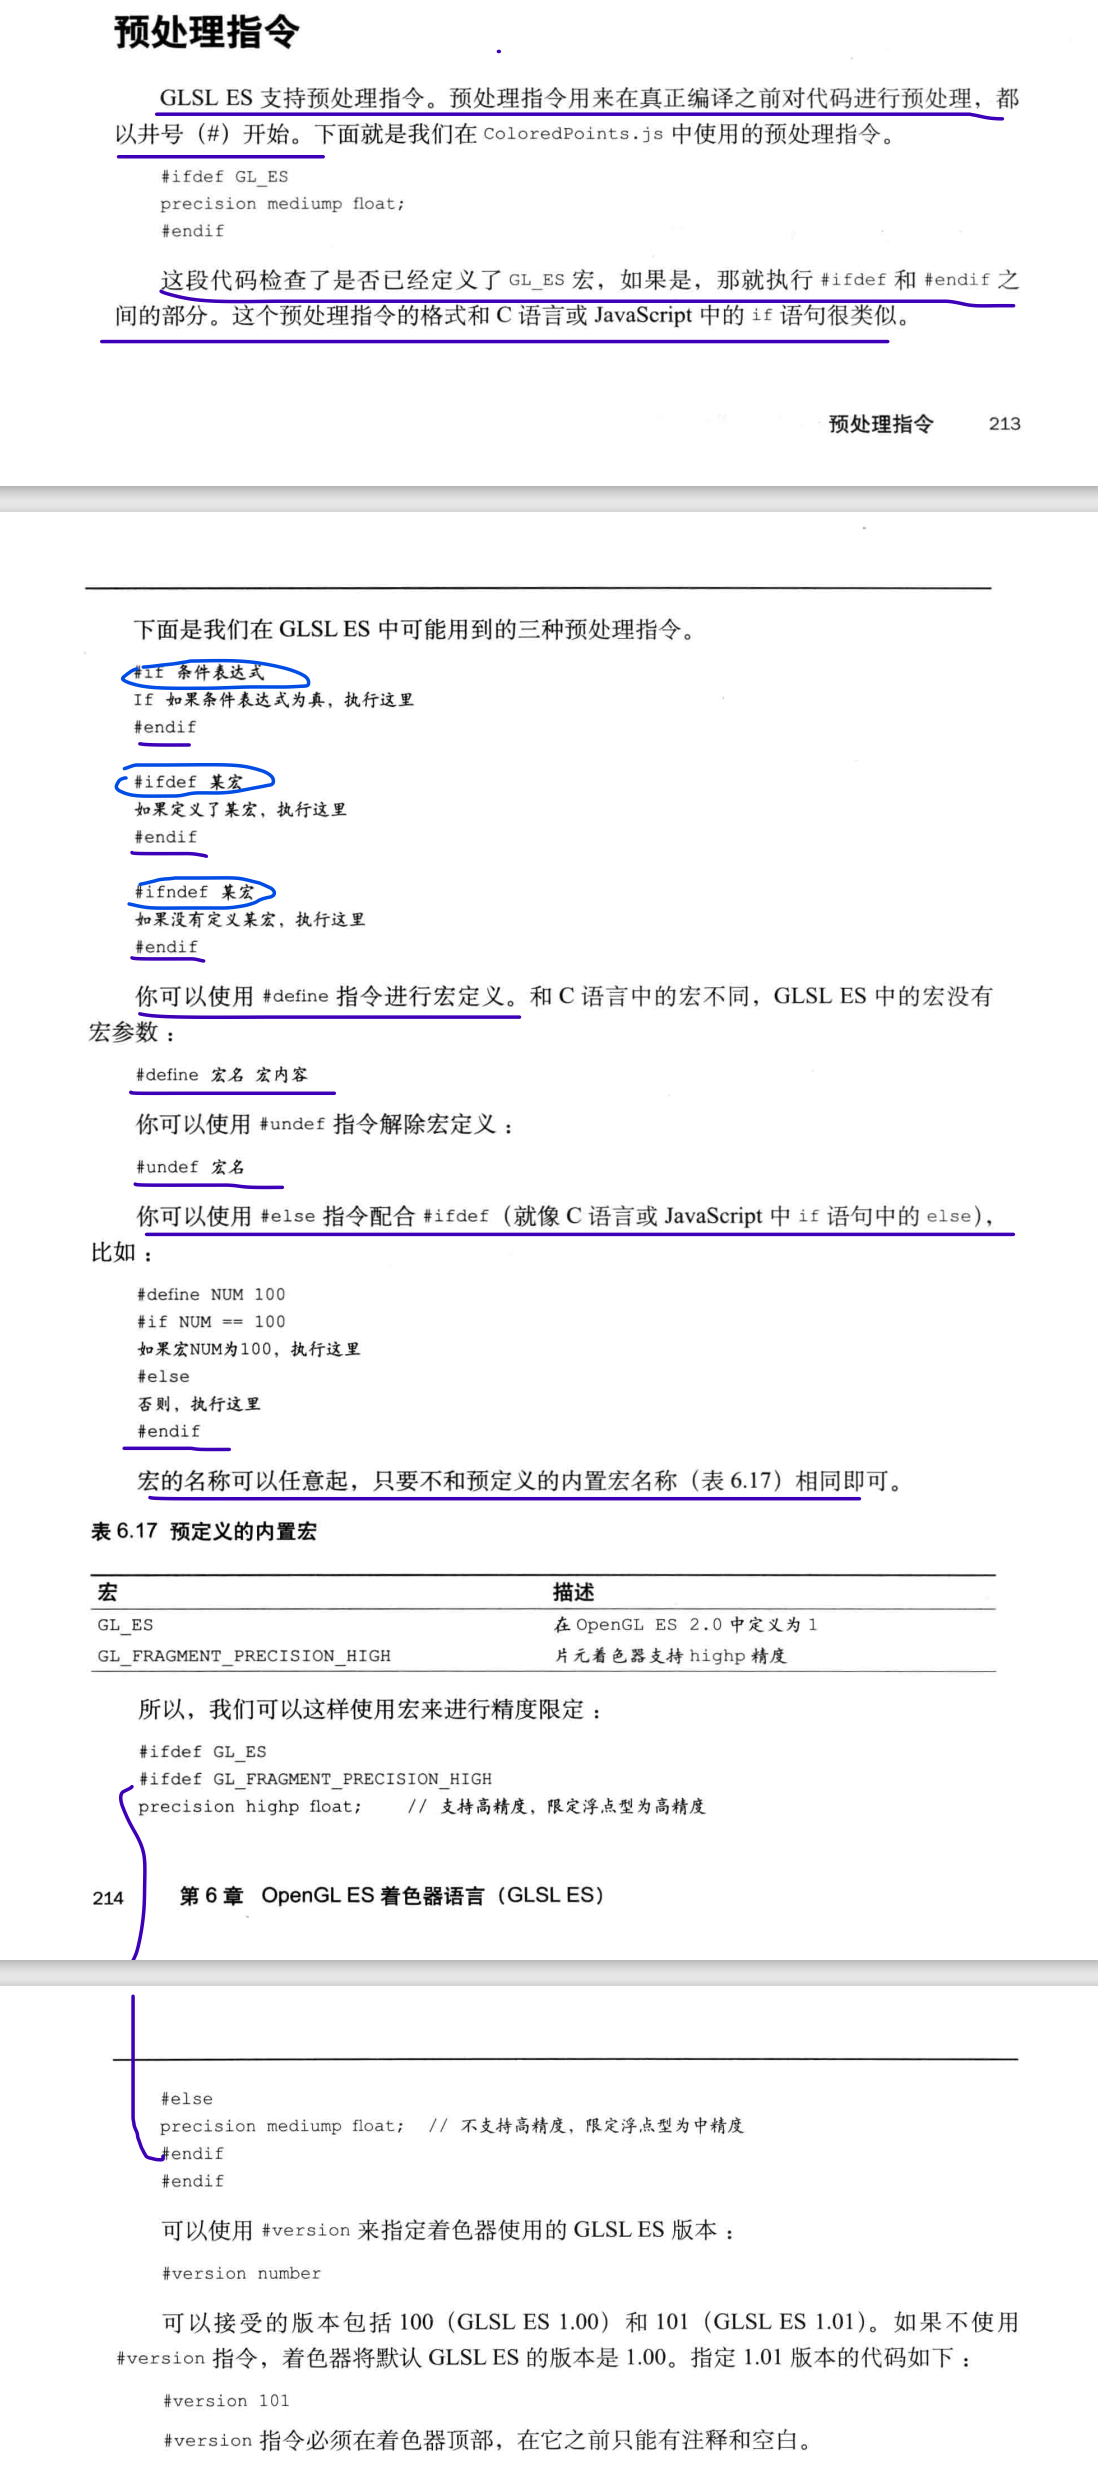 预处理指令
GLSL ES 支持预处理指令。预处理指令用来在真正编译之前对代码进行预处理，都
以井号（#）开始。下面就是我们在 ColoredPoints.js 中使用的预处理指令。
#ifdef GL_ES
precision mediump float;
#endif
这段代码检查了是否已经定义了 GL_ES 宏，如果是，那就执行 #ifdef 和 #endif 之
间的部分。这个预处理指令的格式和 C 语言或 JavaScript 中的 if 语句很类似。
预处理指令 213
下面是我们在 GLSL ES 中可能用到的三种预处理指令。
#if 条件表达式
If 如果条件表达式为真，执行这里
#endif
#ifdef 某宏
如果定义了某宏，执行这里
#endif
#ifndef 某宏
如果没有定义某宏，执行这里
#endif
你可以使用 #define 指令进行宏定义。和 C 语言中的宏不同，GLSL ES 中的宏没有
宏参数：
#define 宏名 宏内容
你可以使用 #undef 指令解除宏定义：
#undef 宏名
你可以使用 #else 指令配合 #ifdef（就像 C 语言或 JavaScript 中 if 语句中的 else），
比如：
#define NUM 100
#if NUM == 100
如果宏NUM为100，执行这里
#else
否则，执行这里
#endif
宏的名称可以任意起，只要不和预定义的内置宏名称（表 6.17）相同即可。
表 6.17 预定义的内置宏
宏 描述
GL_ES 在 OpenGL ES 2.0 中定义为 1
GL_FRAGMENT_PRECISION_HIGH 片元着色器支持 highp 精度
所以，我们可以这样使用宏来进行精度限定：
#ifdef GL_ES
#ifdef GL_FRAGMENT_PRECISION_HIGH
precision highp float; // 支持高精度，限定浮点型为高精度
214 第 6 章 OpenGL ES 着色器语言（GLSL ES）
#else
precision mediump float; // 不支持高精度，限定浮点型为中精度
#endif
#endif
可以使用 #version 来指定着色器使用的 GLSL ES 版本：
#version number
可以接受的版本包括 100（GLSL ES 1.00）和 101（GLSL ES 1.01）。如果不使用
#version 指令，着色器将默认 GLSL ES 的版本是 1.00。指定 1.01 版本的代码如下：
#version 101
#version 指令必须在着色器顶部，在它之前只能有注释和空白。